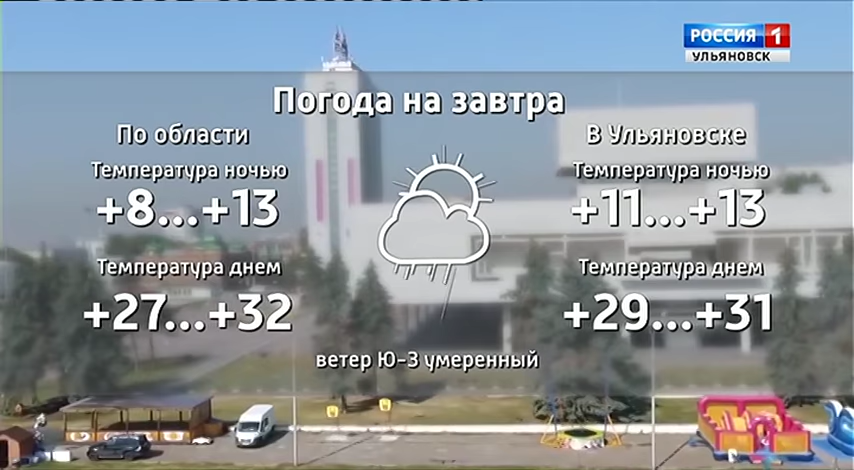 РОССИЯ 1
УЛЬЯНОВСК
Погода на завтра
По области
Температура ночью
+8...+13
Температура днем
+27...+32
В Ульяновске
Температура ночью
+11...+13
Температура днем
+29...+31
ветер Ю-З умеренный